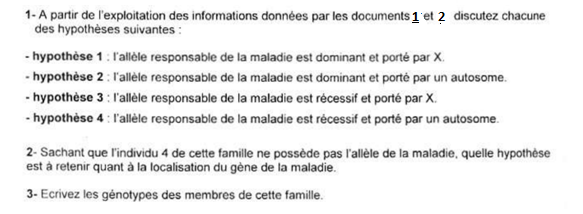 1- A partir de l'exploitation des informations données par les documents 1 et 2 discutez chacune
des hypothèses suivantes :
- hypothèse 1 : l'allèle responsable de la maladie est dominant et porté par X.
- hypothèse 2 : l'allèle responsable de la maladie est dominant et porté par un autosome.
- hypothèse 3 : l'allèle responsable de la maladie est récessif et porté par X.
- hypothèse 4 : l'allèle responsable de la maladie est récessif et porté par un autosome.
2- Sachant que l'individu 4 de cette famille ne possède pas l'allèle de la maladie, quelle hypothèse
est à retenir quant à la localisation du gène de la maladie.
3- Ecrivez les génotypes des membres de cette famille.